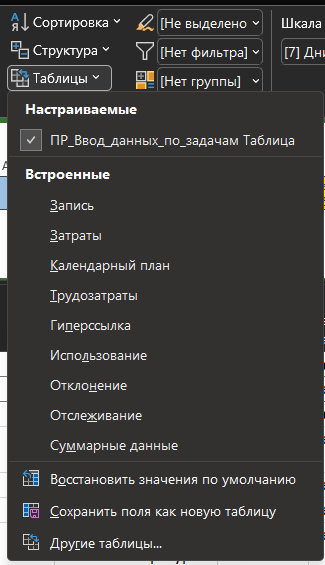 Сортировка
[Не выделено
Шкала
Структура
[Нет фильтра]
[7] Дни
Таблицы
[Нет группы]
Настраиваемые
ПР_Ввод_данных_по_задачам Таблица
Встроенные
Запись
Затраты
Календарный план
Трудозатраты
Гиперссылка
Использование
Отклонение
Отслеживание
Суммарные данные
Восстановить значения по умолчанию
Сохранить поля как новую таблицу
Другие таблицы...